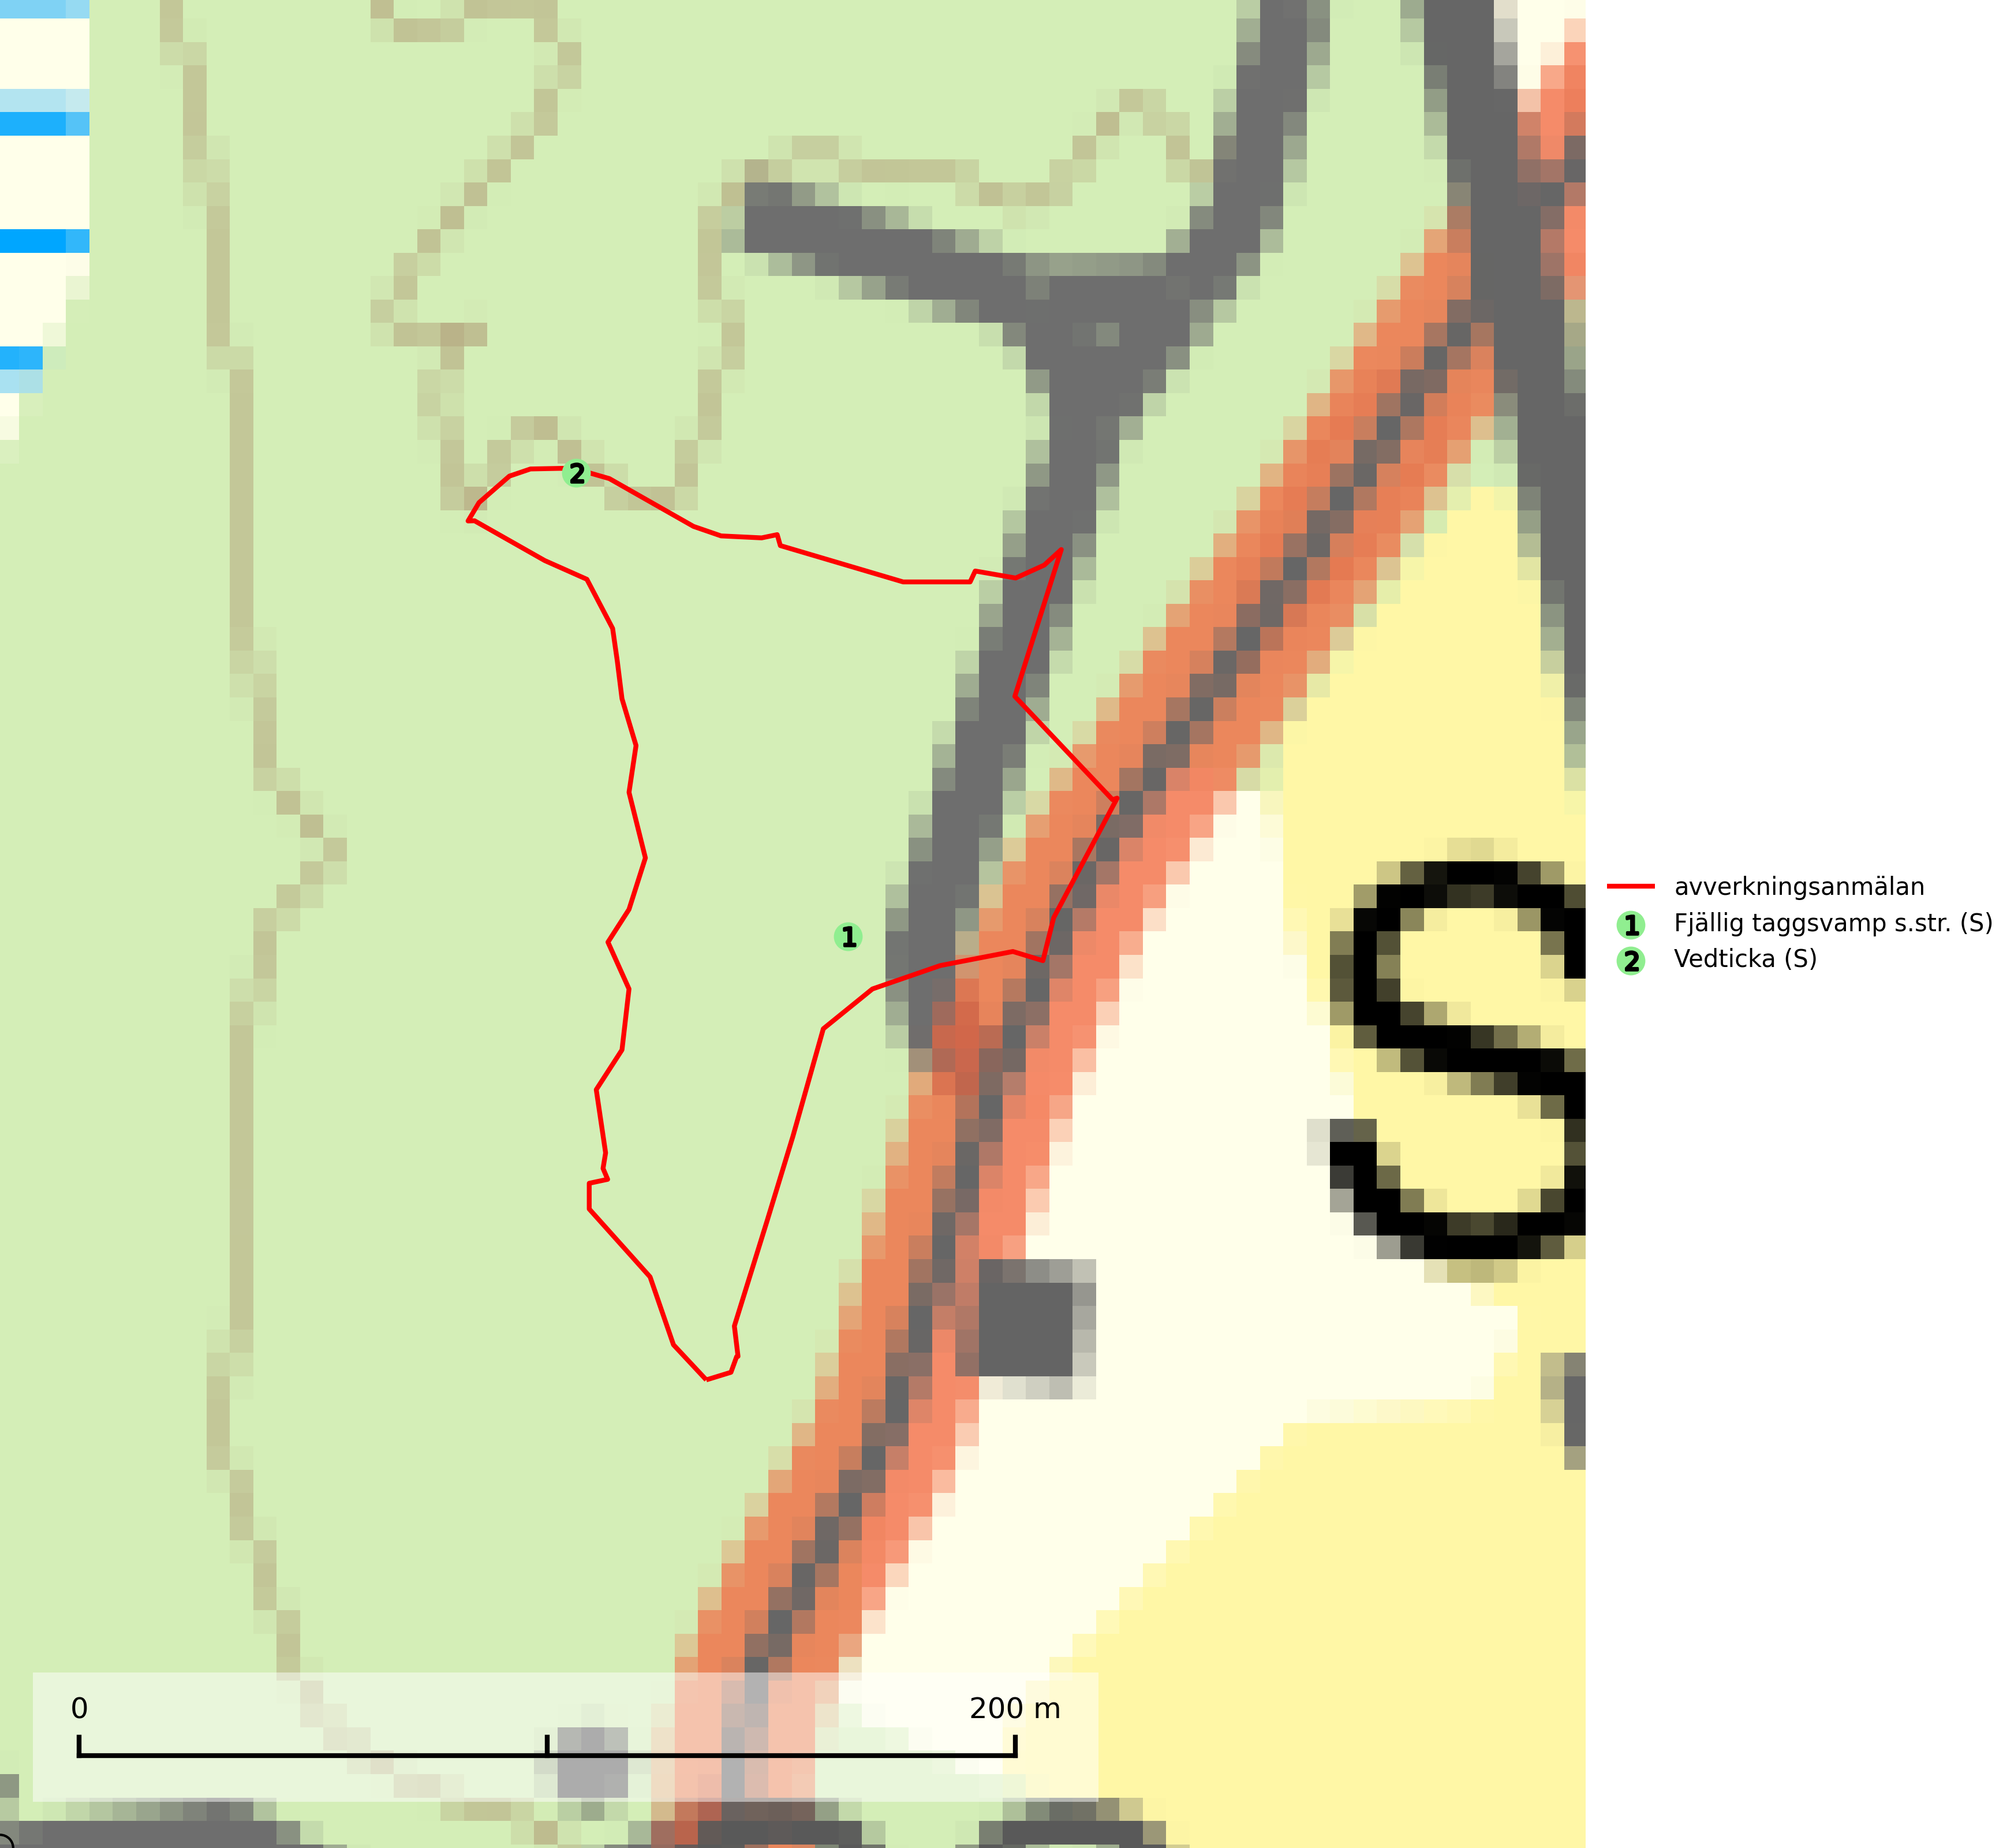 2
1
S
avverkningsanmälan
1 Fjällig taggsvamp s.str. (S)
2 Vedticka (S)
0 200 m